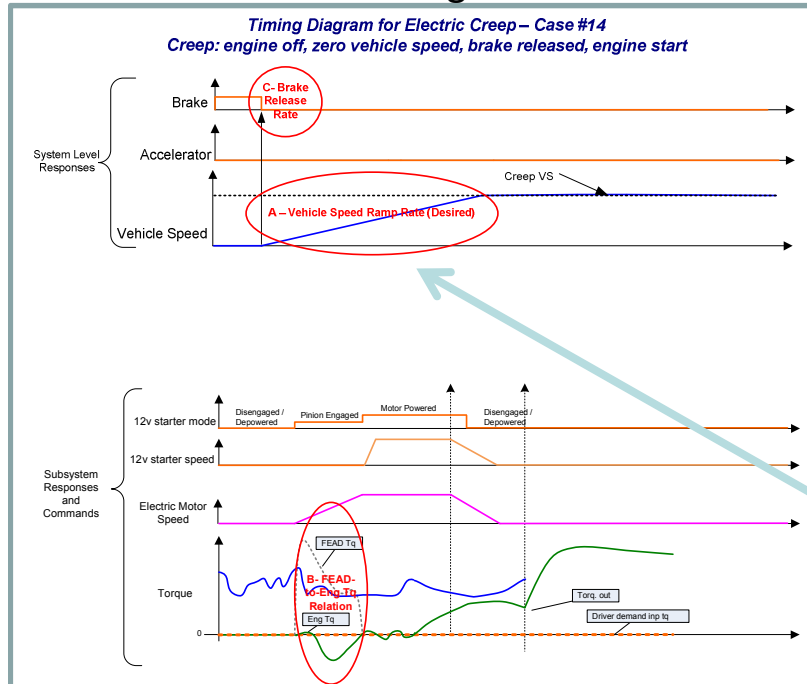 Timing Diagram for Electric Creep – Case #14
Creep: engine off, zero vehicle speed, brake released, engine start
C- Brake
Release
Rate
Brake
System Level
Responses
Accelerator
Creep VS
A – Vehicle Speed Ramp Rate (Desired)
Vehicle Speed
Disengaged /
Depowered
Pinion Engaged
Motor Powered
Disengaged /
Depowered
12v starter mode
12v starter speed
Subsystem
Responses
and
Commands
Electric Motor
Speed
FEAD Tq
B- FEAD-
to-Eng-Tq
Relation
Torque
Eng Tq
Torq. out
Driver demand inp tq
0